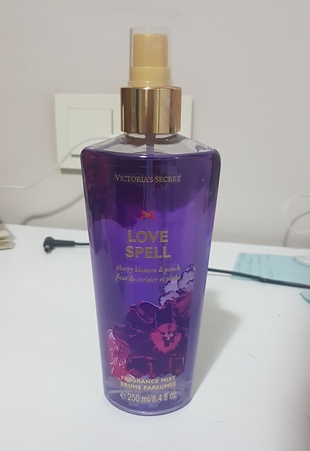 VICTORIA'S SECRET
LOVE
SPELL
cherry blossom & peach
fleur de cerisier et pêche
FRAGRANCE MIST
BRUME PARFUMÉE
℮ 250 ml/8.4 fl oz